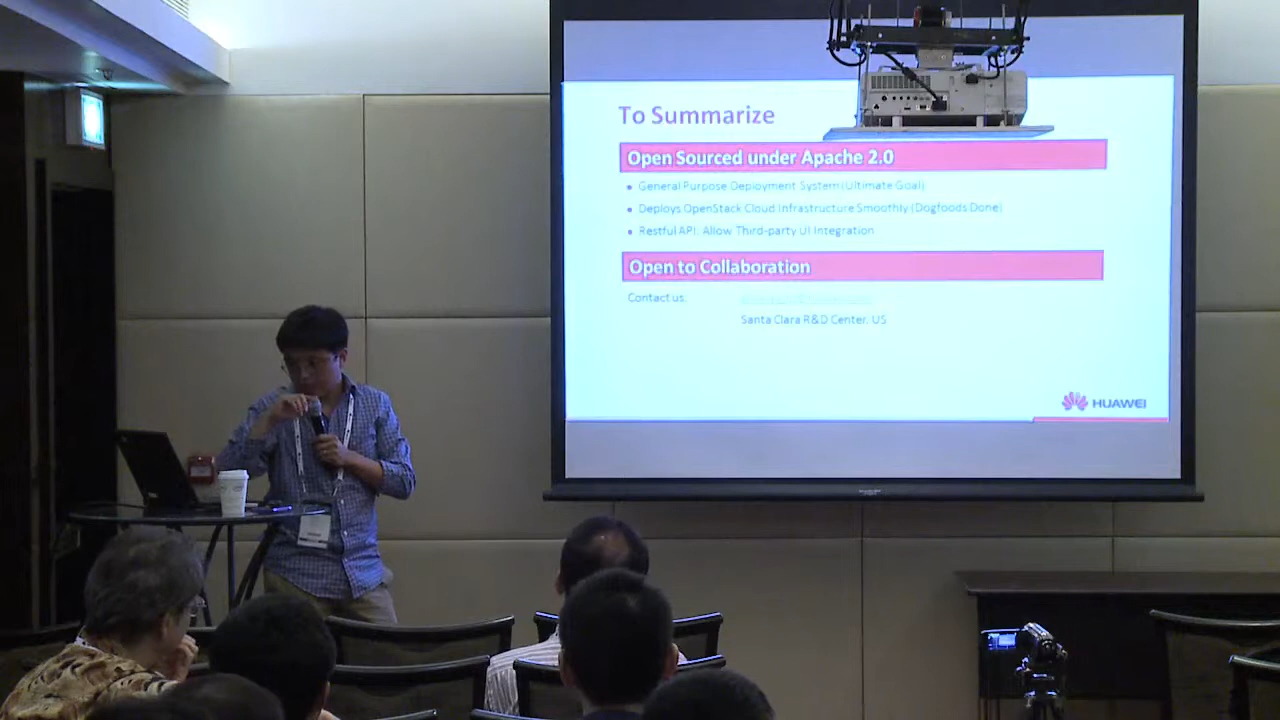 To Summarize
Open Sourced under Apache 2.0
General Purpose Deployment System (Ultimate Goal)
Deploys OpenStack Cloud Infrastructure Smoothly (Dogfoods Done)
Restful API: Allow Third-party UI Integration
Open to Collaboration
Contact us:
Santa Clara R&D Center, US
HUAWEI